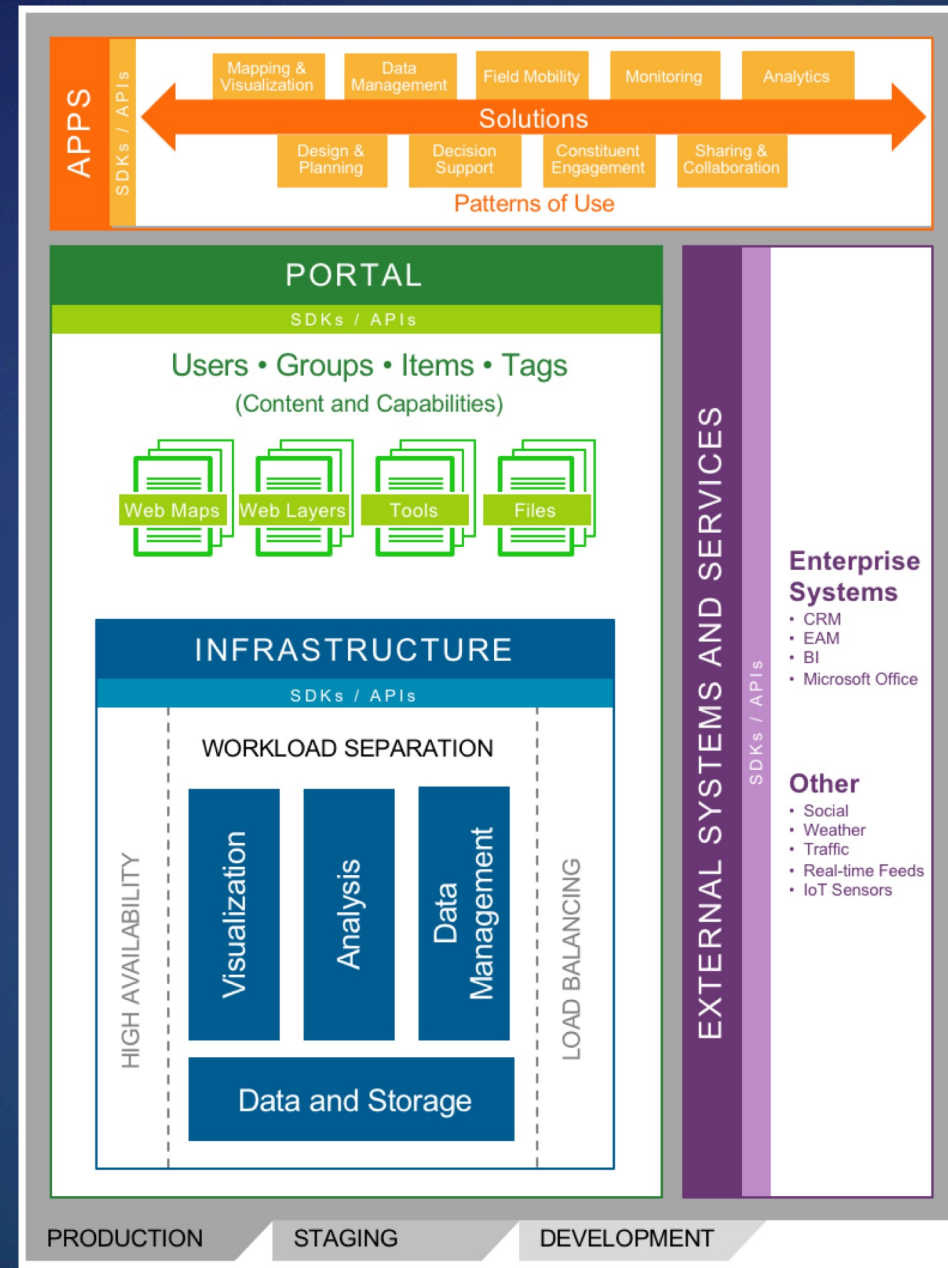 APPS
SDKs / APIs
Mapping &
Visualization
Data
Management
Field Mobility
Monitoring
Analytics
Solutions
Design &
Planning
Decision
Support
Constituent
Engagement
Sharing &
Collaboration
Patterns of Use
PORTAL
SDKs / APIs
Users • Groups • Items • Tags
(Content and Capabilities)
Web Maps
Web Layers
Tools
Files
INFRASTRUCTURE
SDKs / APIs
WORKLOAD SEPARATION
HIGH AVAILABILITY
Visualization
Analysis
Data
Management
LOAD BALANCING
Data and Storage
EXTERNAL SYSTEMS AND SERVICES
SDKs / APIs
Enterprise
Systems
• CRM
• EAM
• BI
• Microsoft Office
Other
• Social
• Weather
• Traffic
• Real-time Feeds
• IoT Sensors
PRODUCTION
STAGING
DEVELOPMENT